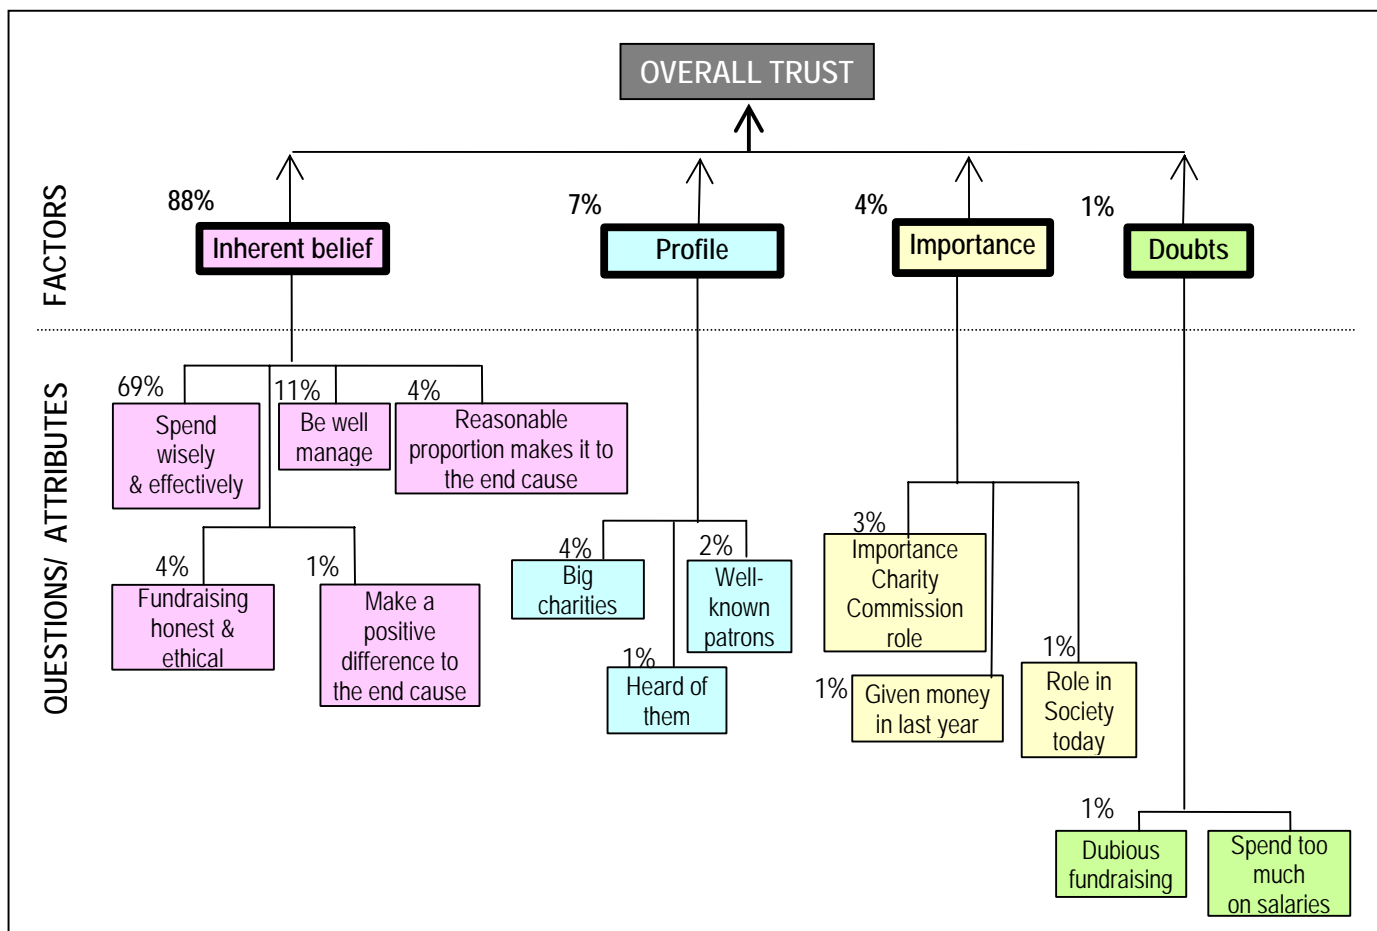 OVERALL TRUST
FACTORS
88%
7%
4%
1%
Inherent belief
Profile
Importance
Doubts
QUESTIONS/ ATTRIBUTES
69%
Spend
wisely
& effectively
11%
Be well
manage
4%
Reasonable
proportion makes it to
the end cause
4%
Fundraising
honest &
ethical
1%
Make a
positive
difference to
the end cause
4%
Big
charities
2%
Well-
known
patrons
1%
Heard of
them
3%
Importance
Charity
Commission
role
1%
Given money
in last year
1%
Role in
Society
today
1%
Dubious
fundraising
Spend too
much
on salaries